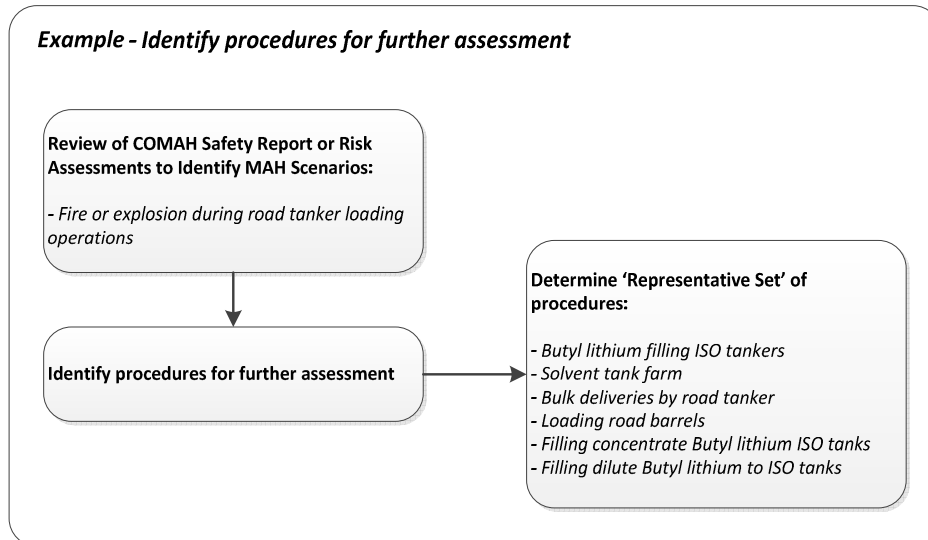 Example - Identify procedures for further assessment
Review of COMAH Safety Report or Risk
Assessments to Identify MAH Scenarios:
- Fire or explosion during road tanker loading
operations
Identify procedures for further assessment
Determine ‘Representative Set’ of
procedures:
- Butyl lithium filling ISO tankers
- Solvent tank farm
- Bulk deliveries by road tanker
- Loading road barrels
- Filling concentrate Butyl lithium ISO tanks
- Filling dilute Butyl lithium to ISO tanks